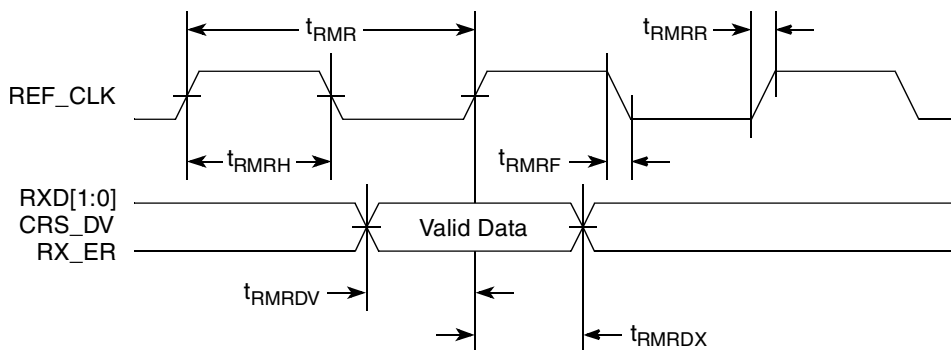 tRMR
tRMRR
REF_CLK
tRMRH
tRMRF
RXD[1:0]
CRS_DV
Valid Data
RX_ER
tRMRDV
tRMRDX